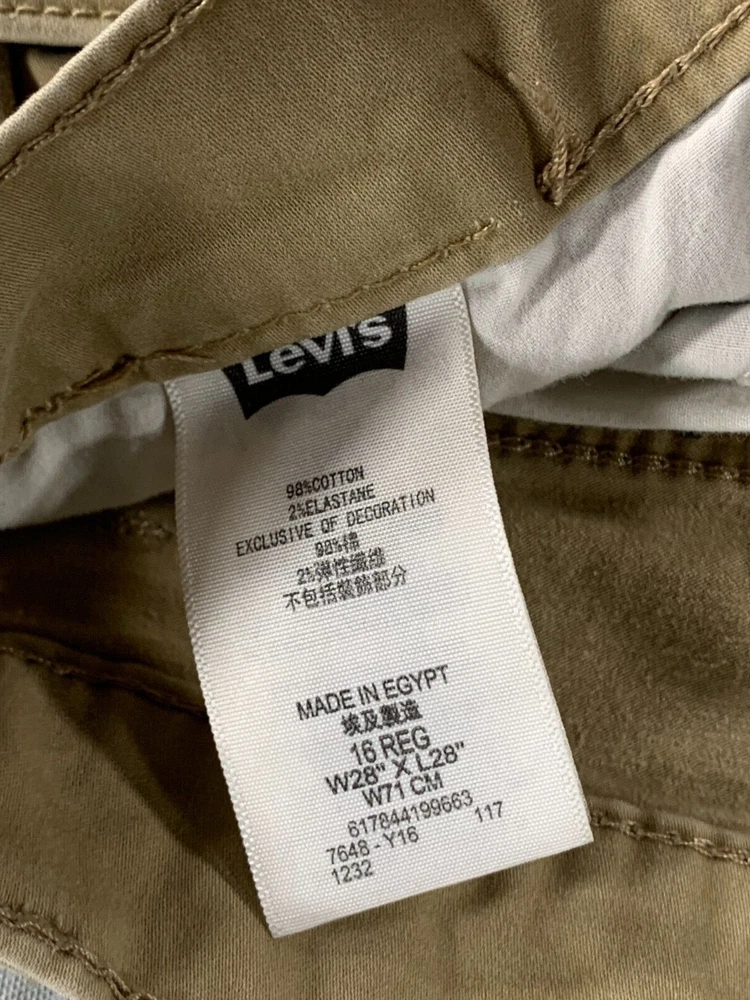 Levi's
98%COTTON
2%ELASTANE
EXCLUSIVE OF DECORATION
98%棉
2%彈性纖維
不包括裝飾部分
MADE IN EGYPT
埃及製造
16 REG
W28" X L28"
W71 CM
617844199663
7648 - Y16 117
1232